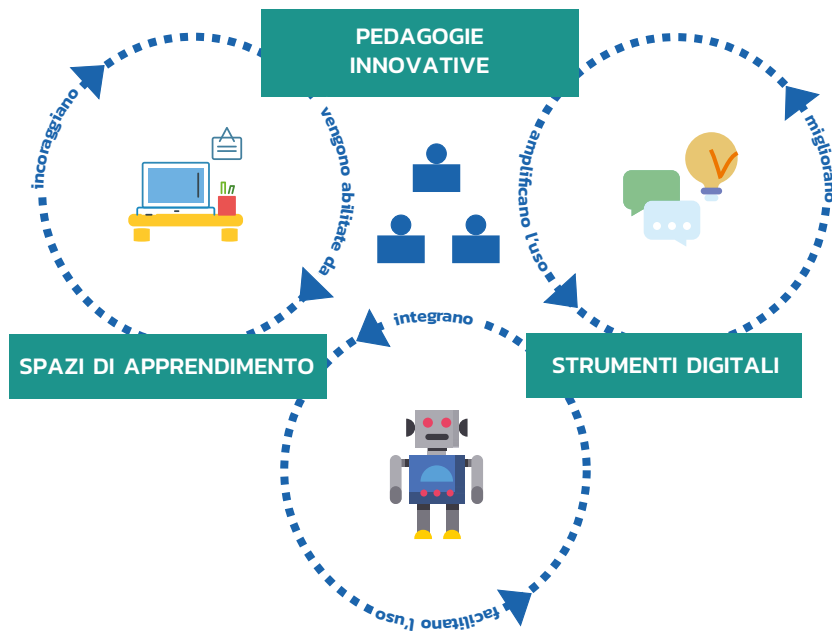 PEDAGOGIE
INNOVATIVE
incoraggiano
vengono abilitate da
amplificano l'uso
migliorano
integrano
SPAZI DI APPRENDIMENTO
STRUMENTI DIGITALI
facilitano l'uso